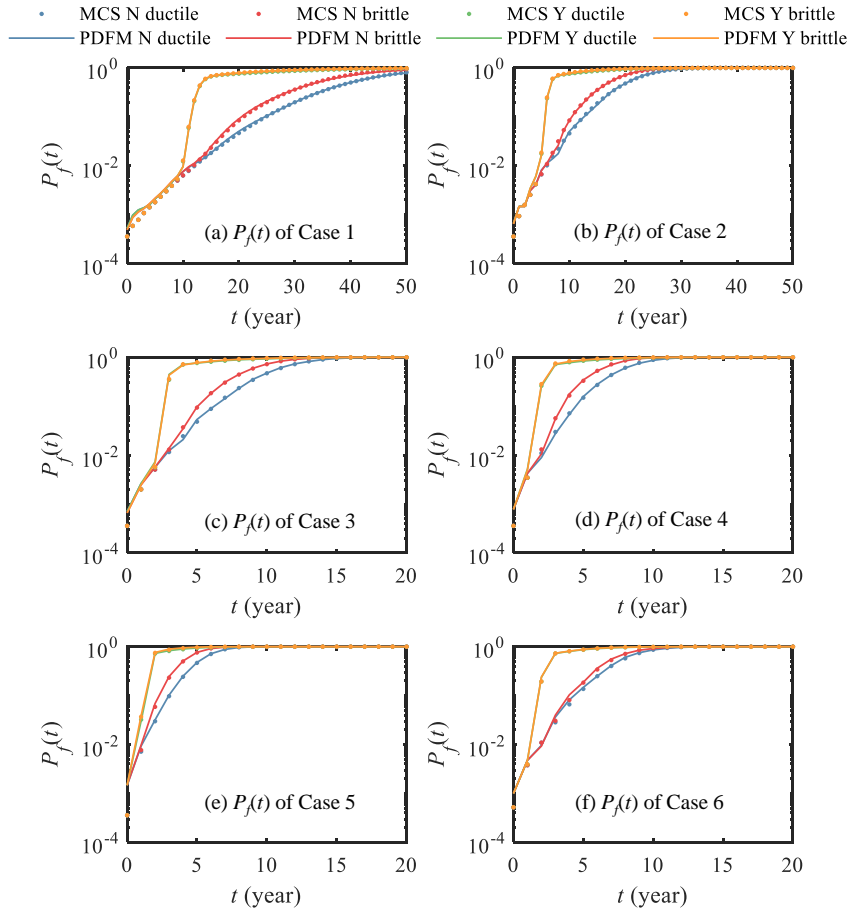 MCS N ductile MCS N brittle MCS Y ductile MCS Y brittle
PDFM N ductile PDFM N brittle PDFM Y ductile PDFM Y brittle
10^0 10^-2 10^-4
P_f(t)
(a) P_f(t) of Case 1
0 10 20 30 40 50
t (year)
10^0 10^-2 10^-4
P_f(t)
(b) P_f(t) of Case 2
0 10 20 30 40 50
t (year)
10^0 10^-2 10^-4
P_f(t)
(c) P_f(t) of Case 3
0 5 10 15 20
t (year)
10^0 10^-2 10^-4
P_f(t)
(d) P_f(t) of Case 4
0 5 10 15 20
t (year)
10^0 10^-2 10^-4
P_f(t)
(e) P_f(t) of Case 5
0 5 10 15 20
t (year)
10^0 10^-2 10^-4
P_f(t)
(f) P_f(t) of Case 6
0 5 10 15 20
t (year)